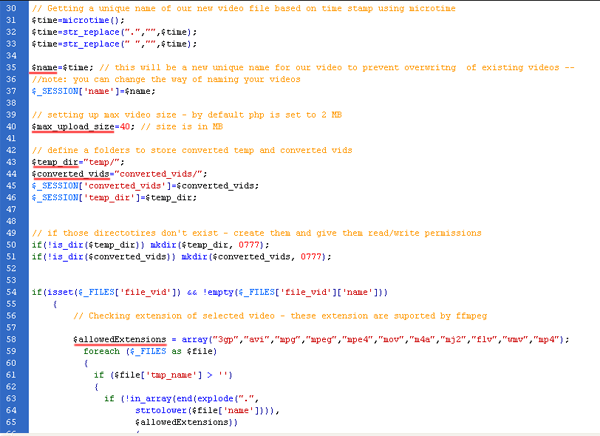 30 // Getting a unique name of our new video file based on time stamp using microtime
31 $time=microtime();
32 $time=str_replace(".","",$time);
33 $time=str_replace(" ","",$time);
34
35 $name=$time; // this will be a new unique name for our video to prevent overwritng of existing videos --
36 //note: you can change the way of naming your videos
37 $_SESSION['name']=$name;
38
39 // setting up max video size - by default php is set to 2 MB
40 $max_upload_size=40; // size is in MB
41
42 // define a folders to store converted temp and converted vids
43 $temp_dir="temp/";
44 $converted_vids="converted_vids/";
45 $_SESSION['converted_vids']=$converted_vids;
46 $_SESSION['temp_dir']=$temp_dir;
47
48
49 // if those directotires don't exist - create them and give them read/write permissions
50 if(!is_dir($temp_dir)) mkdir($temp_dir, 0777);
51 if(!is_dir($converted_vids)) mkdir($converted_vids, 0777);
52
53
54 if(isset($_FILES['file_vid']) && !empty($_FILES['file_vid']['name']))
55 {
56 // Checking extension of selected video - these extension are suported by ffmpeg
57
58 $allowedExtensions = array("3gp","avi","mpg","mpeg","mpe4","mov","m4a","mj2","flv","wmv","mp4");
59 foreach ($_FILES as $file)
60 {
61 if ($file['tmp_name'] > '')
62 {
63 if (!in_array(end(explode(".",
64 strtolower($file['name']))),
65 $allowedExtensions))